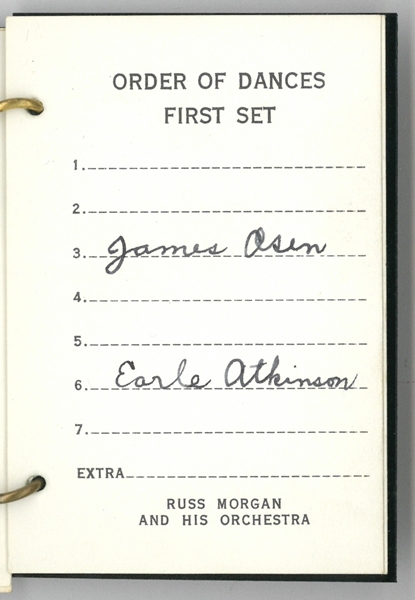 ORDER OF DANCES
FIRST SET
1.
2.
3. James Osen
4.
5.
6. Earle Atkinson
7.
EXTRA
RUSS MORGAN
AND HIS ORCHESTRA